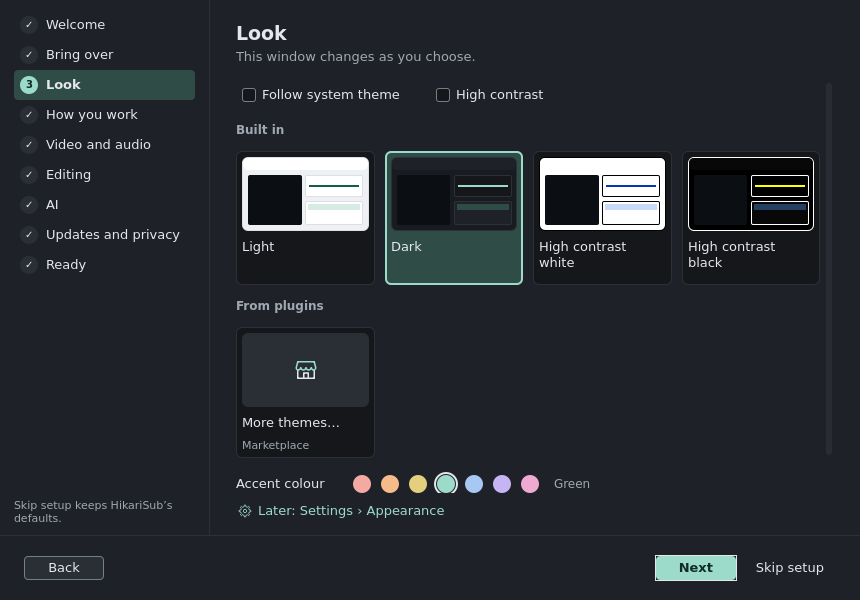 ✓ Welcome
✓ Bring over
3 Look
✓ How you work
✓ Video and audio
✓ Editing
✓ AI
✓ Updates and privacy
✓ Ready
Skip setup keeps HikariSub’s
defaults.
Look
This window changes as you choose.
Follow system theme
High contrast
Built in
Light
Dark
High contrast
white
High contrast
black
From plugins
More themes…
Marketplace
Accent colour
Green
Later: Settings › Appearance
Back
Next
Skip setup